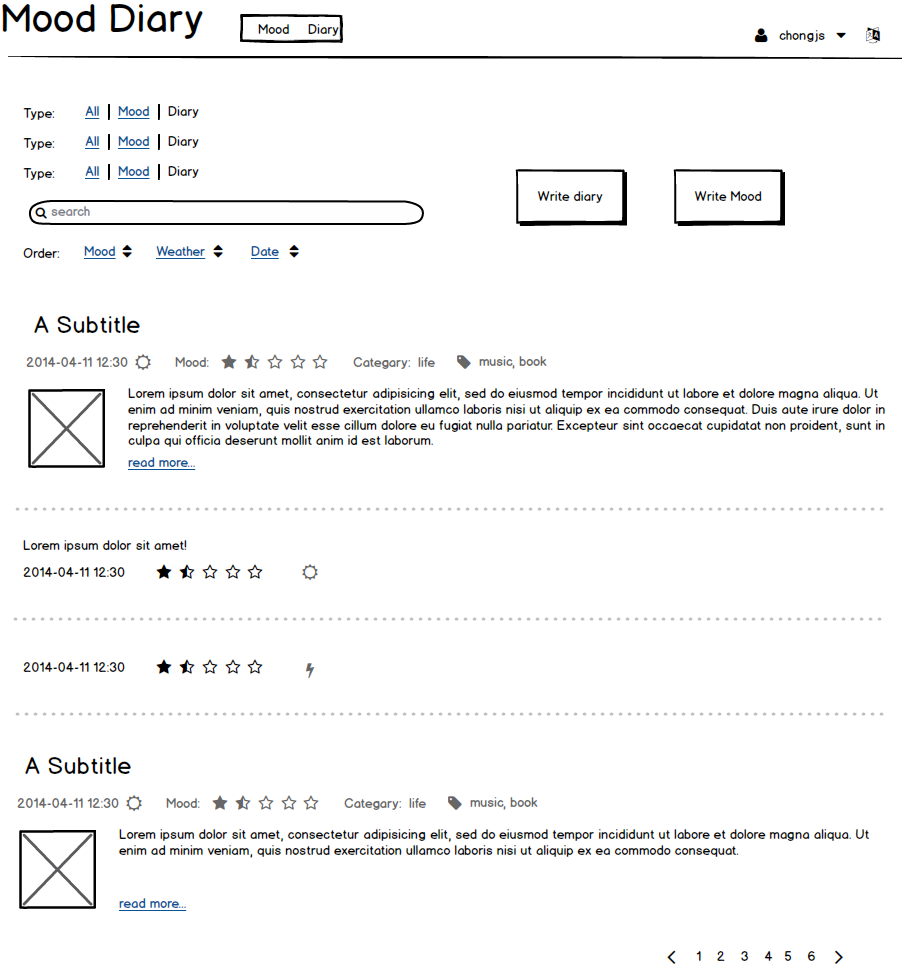 Mood Diary
Mood Diary
chongjs
Type: All | Mood | Diary
Type: All | Mood | Diary
Type: All | Mood | Diary
search
Write diary
Write Mood
Order: Mood Weather Date
A Subtitle
2014-04-11 12:30 Mood: Categary: life music, book
Lorem ipsum dolor sit amet, consectetur adipisicing elit, sed do eiusmod tempor incididunt ut labore et dolore magna aliqua. Ut
enim ad minim veniam, quis nostrud exercitation ullamco laboris nisi ut aliquip ex ea commodo consequat. Duis aute irure dolor in
reprehenderit in voluptate velit esse cillum dolore eu fugiat nulla pariatur. Excepteur sint occaecat cupidatat non proident, sunt in
culpa qui officia deserunt mollit anim id est laborum.
read more...
Lorem ipsum dolor sit amet!
2014-04-11 12:30
2014-04-11 12:30
A Subtitle
2014-04-11 12:30 Mood: Categary: life music, book
Lorem ipsum dolor sit amet, consectetur adipisicing elit, sed do eiusmod tempor incididunt ut labore et dolore magna aliqua. Ut
enim ad minim veniam, quis nostrud exercitation ullamco laboris nisi ut aliquip ex ea commodo consequat.
read more...
1 2 3 4 5 6